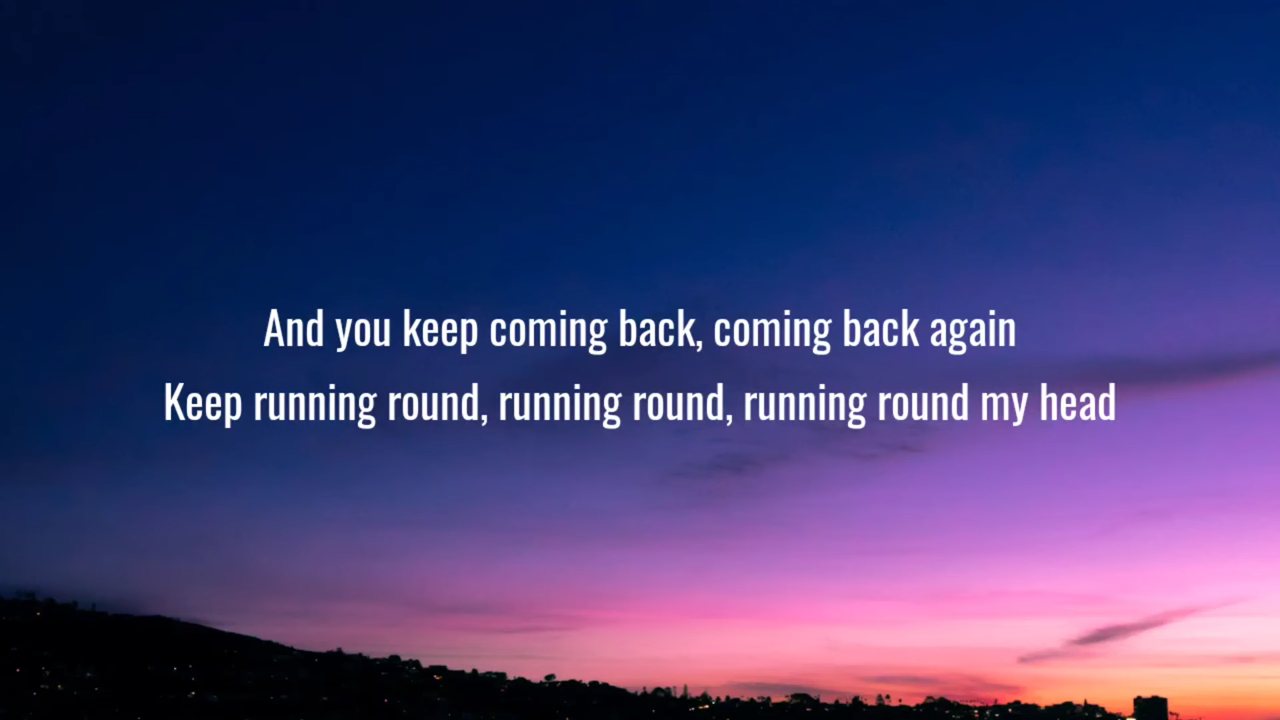 And you keep coming back, coming back again
Keep running round, running round, running round my head